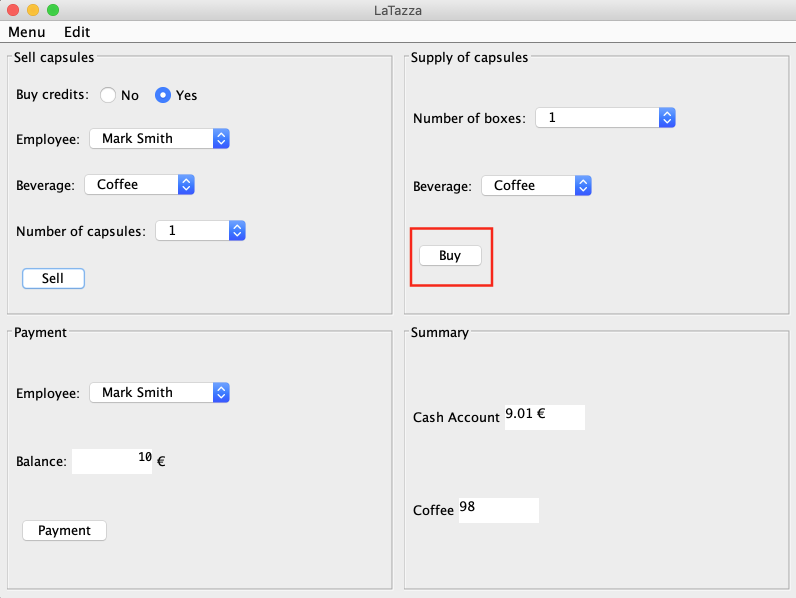 LaTazza
Menu Edit
Sell capsules
Buy credits: No Yes
Employee: Mark Smith
Beverage: Coffee
Number of capsules: 1
Sell
Supply of capsules
Number of boxes: 1
Beverage: Coffee
Buy
Payment
Employee: Mark Smith
Balance: 10 €
Payment
Summary
Cash Account 9.01 €
Coffee 98